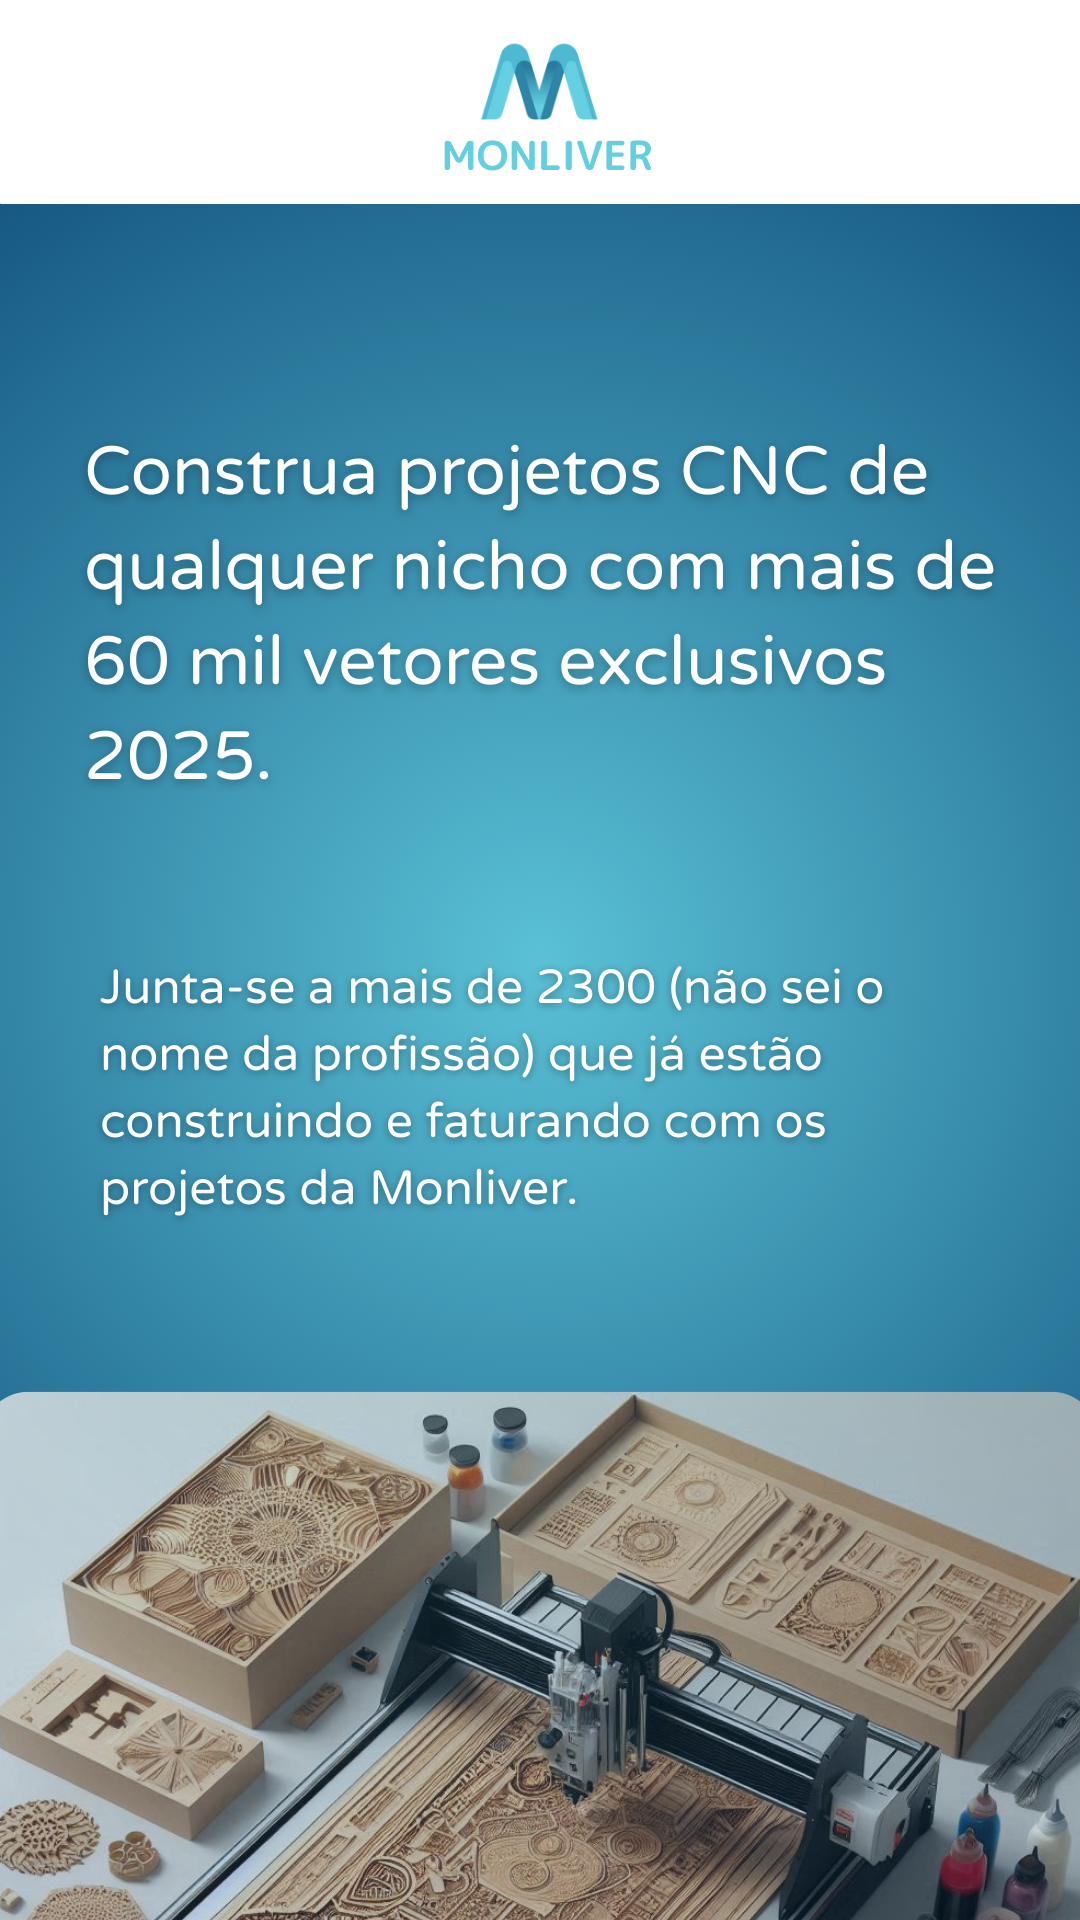 MONLIVER
Construa projetos CNC de
qualquer nicho com mais de
60 mil vetores exclusivos
2025.
Junta-se a mais de 2300 (não sei o
nome da profissão) que já estão
construindo e faturando com os
projetos da Monliver.